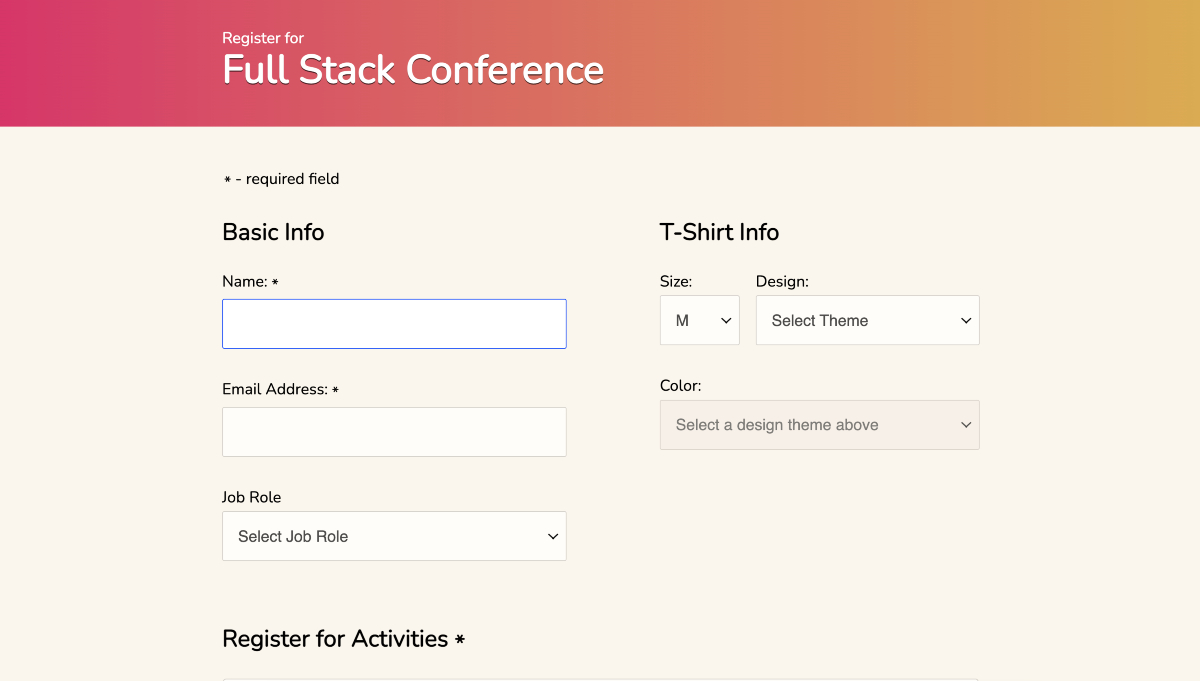 Register for
Full Stack Conference
* - required field
Basic Info
Name: *
Email Address: *
Job Role
Select Job Role
T-Shirt Info
Size:
M
Design:
Select Theme
Color:
Select a design theme above
Register for Activities *